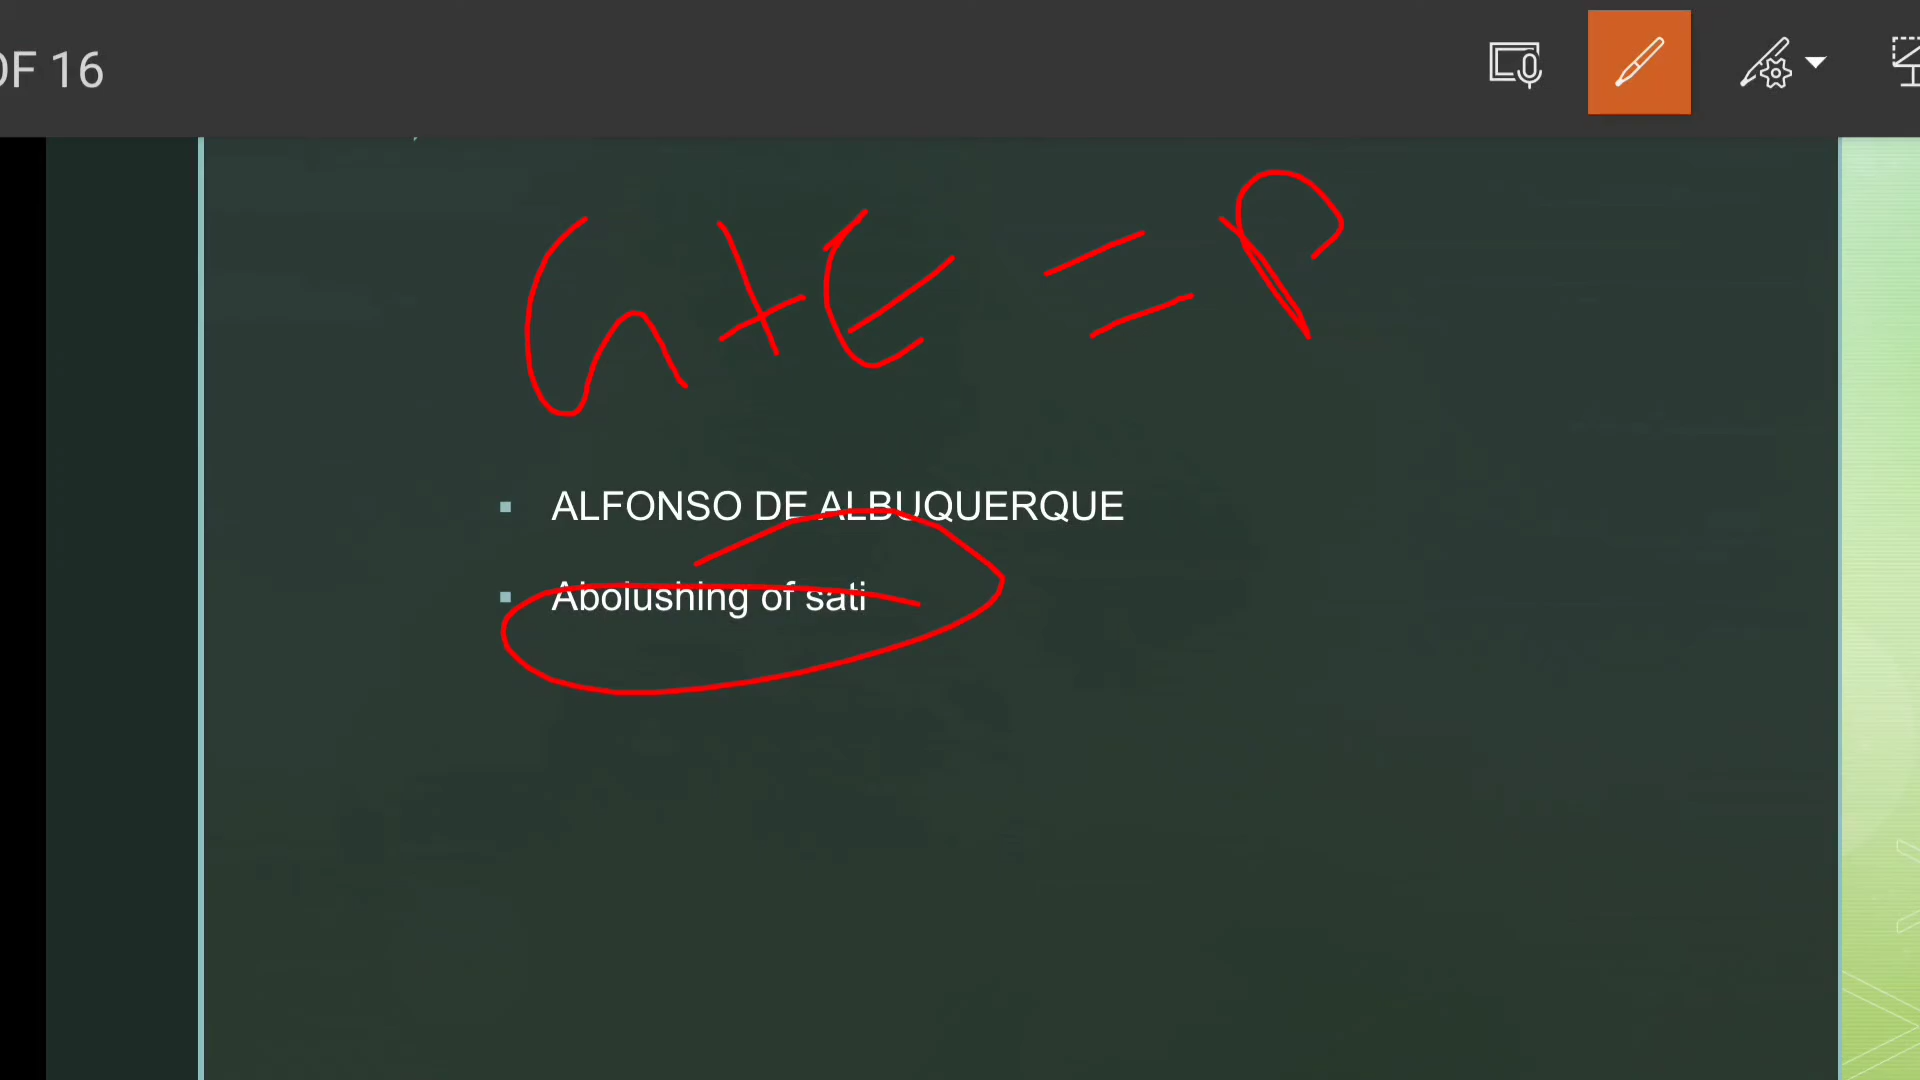 OF 16
G+E = P
ALFONSO DE ALBUQUERQUE
Abolushing of sati